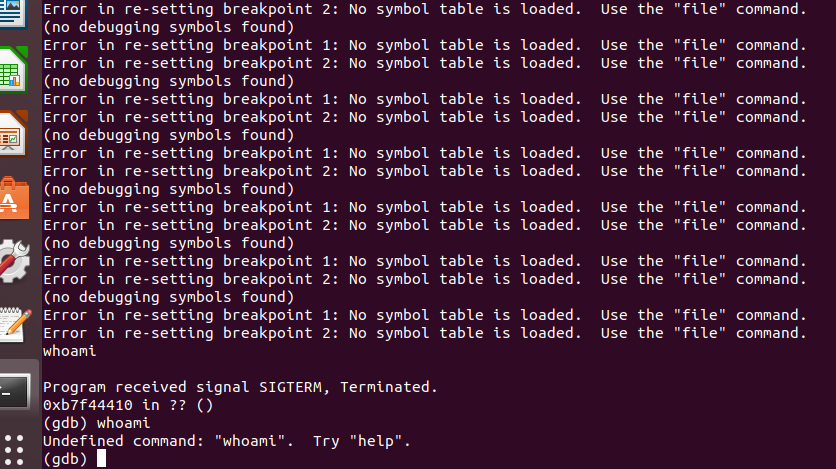 Error in re-setting breakpoint 2: No symbol table is loaded.  Use the "file" command.
(no debugging symbols found)
Error in re-setting breakpoint 1: No symbol table is loaded.  Use the "file" command.
Error in re-setting breakpoint 2: No symbol table is loaded.  Use the "file" command.
(no debugging symbols found)
Error in re-setting breakpoint 1: No symbol table is loaded.  Use the "file" command.
Error in re-setting breakpoint 2: No symbol table is loaded.  Use the "file" command.
(no debugging symbols found)
Error in re-setting breakpoint 1: No symbol table is loaded.  Use the "file" command.
Error in re-setting breakpoint 2: No symbol table is loaded.  Use the "file" command.
(no debugging symbols found)
Error in re-setting breakpoint 1: No symbol table is loaded.  Use the "file" command.
Error in re-setting breakpoint 2: No symbol table is loaded.  Use the "file" command.
(no debugging symbols found)
Error in re-setting breakpoint 1: No symbol table is loaded.  Use the "file" command.
Error in re-setting breakpoint 2: No symbol table is loaded.  Use the "file" command.
(no debugging symbols found)
Error in re-setting breakpoint 1: No symbol table is loaded.  Use the "file" command.
Error in re-setting breakpoint 2: No symbol table is loaded.  Use the "file" command.
whoami
Program received signal SIGTERM, Terminated.
0xb7f44410 in ?? ()
(gdb) whoami
Undefined command: "whoami".  Try "help".
(gdb)